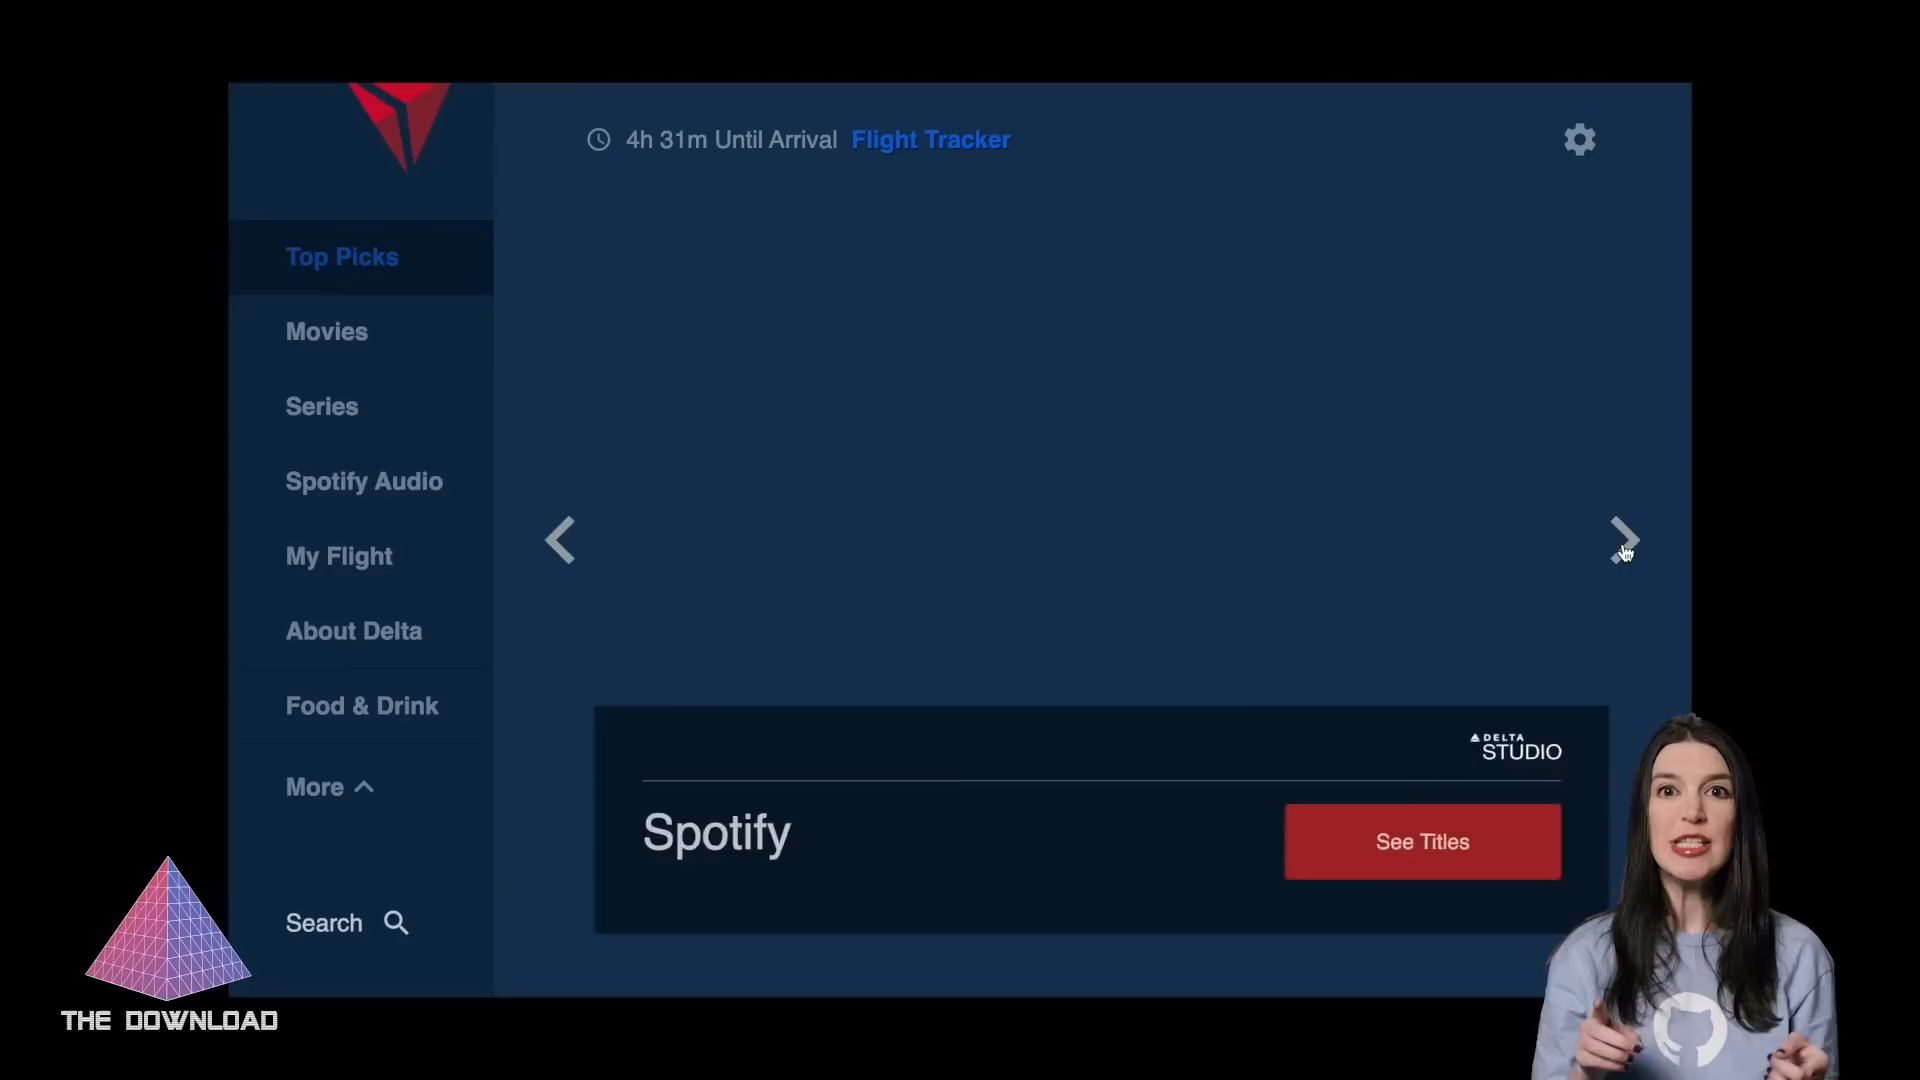 4h 31m Until Arrival Flight Tracker
Top Picks
Movies
Series
Spotify Audio
My Flight
About Delta
Food & Drink
More
Search
DELTA
STUDIO
Spotify
See Titles
THE DOWNLOAD